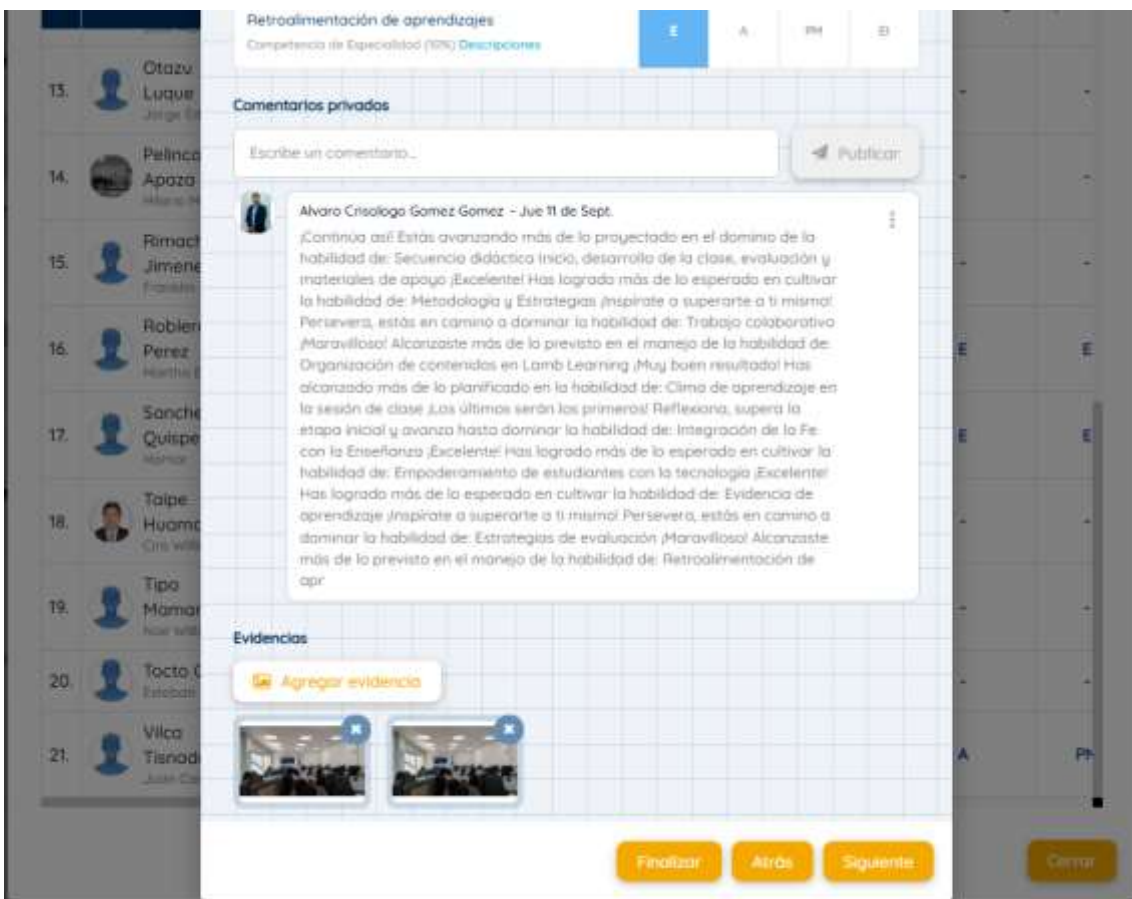 Retroalimentación de aprendizajes
Competencia de Especialidad (10%) Descripciones
E A PM EI
Comentarios privados
Escribe un comentario...
Publicar
Alvaro Crisologo Gomez Gomez - Jue 11 de Sept.
¡Continúa así! Estás avanzando más de lo proyectado en el dominio de la
habilidad de: Secuencia didáctica Inicio, desarrollo de la clase, evaluación y
materiales de apoyo ¡Excelente! Has logrado más de lo esperado en cultivar
la habilidad de: Metodología y Estrategias ¡Inspírate a superarte a ti mismo!
Persevera, estás en camino a dominar la habilidad de: Trabajo colaborativo
¡Maravilloso! Alcanzaste más de lo previsto en el manejo de la habilidad de:
Organización de contenidos en Lamb Learning ¡Muy buen resultado! Has
alcanzado más de lo planificado en la habilidad de: Clima de aprendizaje en
la sesión de clase ¡Los últimos serán los primeros! Reflexiona, supera la
etapa inicial y avanza hasta dominar la habilidad de: Integración de la Fe
con la Enseñanza ¡Excelente! Has logrado más de lo esperado en cultivar la
habilidad de: Empoderamiento de estudiantes con la tecnología ¡Excelente!
Has logrado más de lo esperado en cultivar la habilidad de: Evidencia de
aprendizaje ¡Inspírate a superarte a ti mismo! Persevera, estás en camino a
dominar la habilidad de: Estrategias de evaluación ¡Maravilloso! Alcanzaste
más de lo previsto en el manejo de la habilidad de: Retroalimentación de
apr
Evidencias
Agregar evidencia
Finalizar Atrás Siguiente
13. Otazu
Luque
Jorge
14. Pelinco
Apaza
15. Rimach
Jimene
Franklin
16. Robler
Perez
E E
17. Sanche
Quispe
E E
18. Taipe
Huama
19. Tipo
Mamar
20. Tocto
Esteban
21. Vilca
Tisnad
Juan
A PM
Cerrar